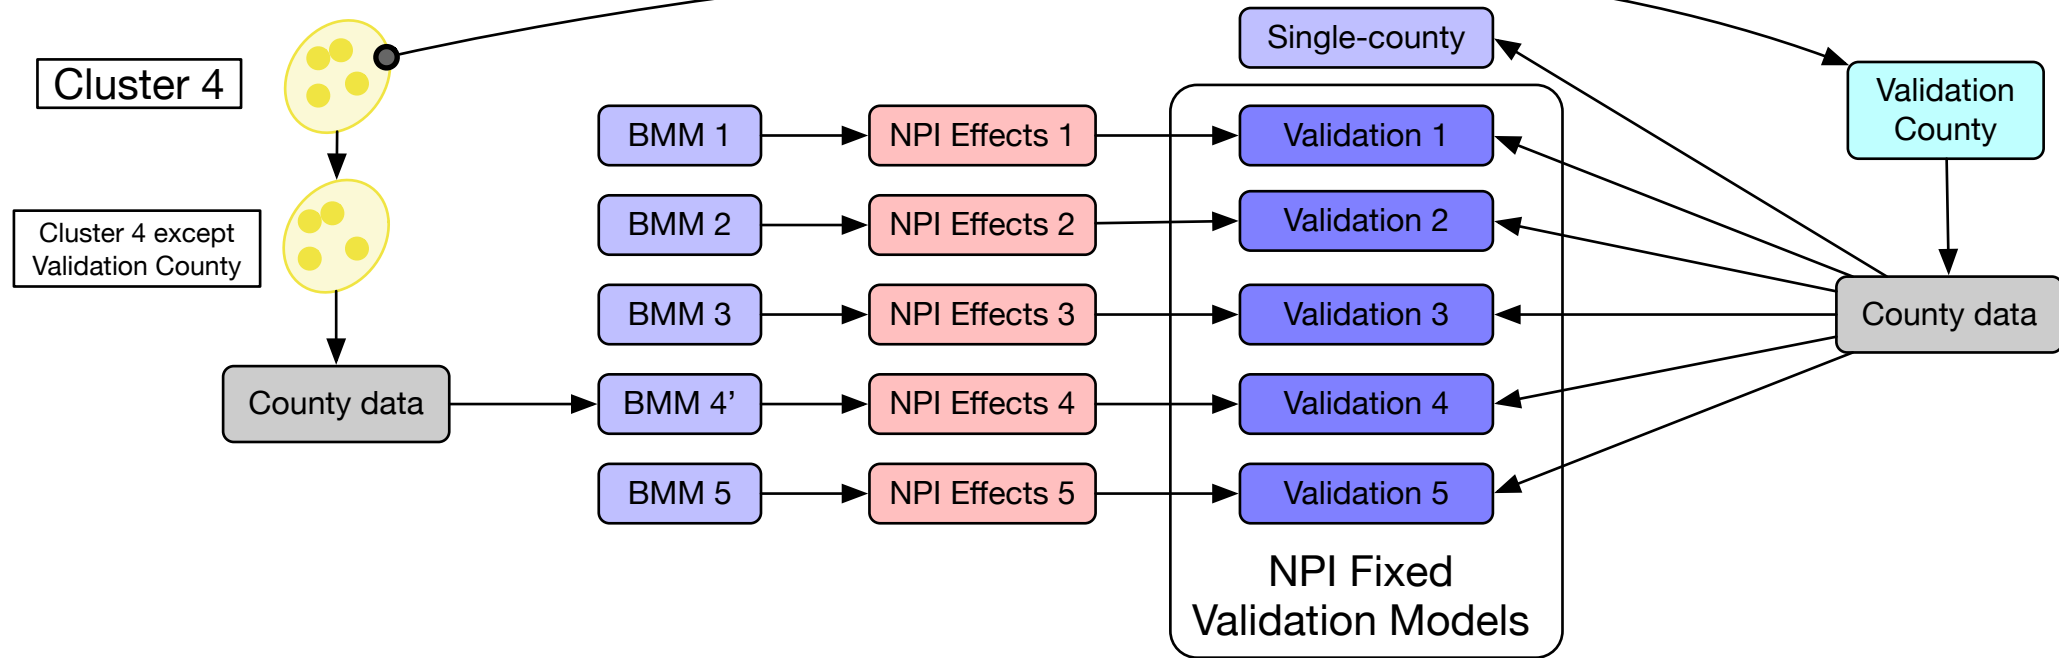 Cluster 4
Cluster 4 except
Validation County
County data
BMM 1
NPI Effects 1
Validation 1
BMM 2
NPI Effects 2
Validation 2
BMM 3
NPI Effects 3
Validation 3
BMM 4’
NPI Effects 4
Validation 4
BMM 5
NPI Effects 5
Validation 5
Single-county
NPI Fixed
Validation Models
Validation
County
County data